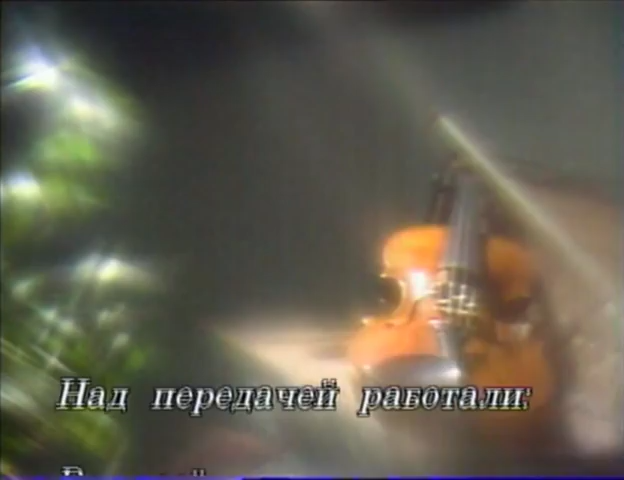 Над передачей работали: